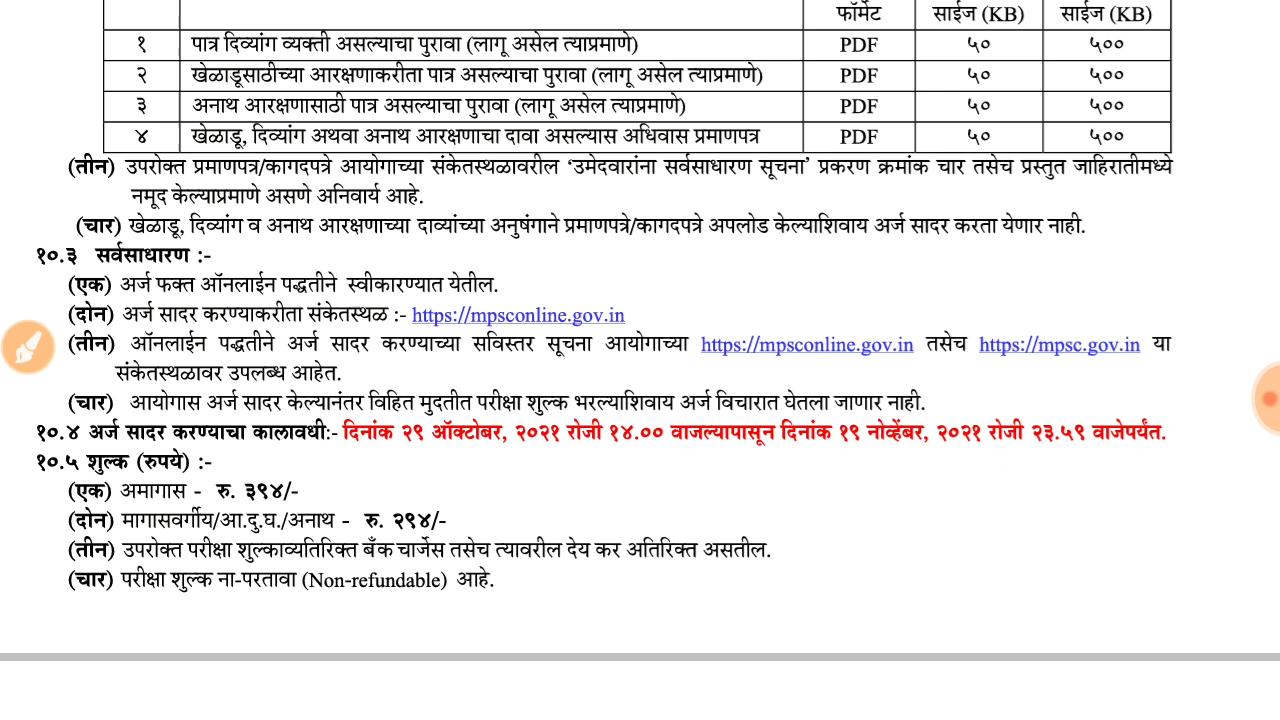 फॉर्मेट साईज (KB) साईज (KB)
१ पात्र दिव्यांग व्यक्ती असल्याचा पुरावा (लागू असेल त्याप्रमाणे) PDF ५० ५००
२ खेळाडूसाठीच्या आरक्षणाकरीता पात्र असल्याचा पुरावा (लागू असेल त्याप्रमाणे) PDF ५० ५००
३ अनाथ आरक्षणासाठी पात्र असल्याचा पुरावा (लागू असेल त्याप्रमाणे) PDF ५० ५००
४ खेळाडू, दिव्यांग अथवा अनाथ आरक्षणाचा दावा असल्यास अधिवास प्रमाणपत्र PDF ५० ५००
(तीन) उपरोक्त प्रमाणपत्र/कागदपत्रे आयोगाच्या संकेतस्थळावरील ‘उमेदवारांना सर्वसाधारण सूचना’ प्रकरण क्रमांक चार तसेच प्रस्तुत जाहिरातीमध्ये
नमूद केल्याप्रमाणे असणे अनिवार्य आहे.
(चार) खेळाडू, दिव्यांग व अनाथ आरक्षणाच्या दाव्यांच्या अनुषंगाने प्रमाणपत्रे/कागदपत्रे अपलोड केल्याशिवाय अर्ज सादर करता येणार नाही.
१०.३ सर्वसाधारण :-
(एक) अर्ज फक्त ऑनलाईन पद्धतीने स्वीकारण्यात येतील.
(दोन) अर्ज सादर करण्याकरीता संकेतस्थळ :- https://mpsconline.gov.in
(तीन) ऑनलाईन पद्धतीने अर्ज सादर करण्याच्या सविस्तर सूचना आयोगाच्या https://mpsconline.gov.in तसेच https://mpsc.gov.in या
संकेतस्थळावर उपलब्ध आहेत.
(चार) आयोगास अर्ज सादर केल्यानंतर विहित मुदतीत परीक्षा शुल्क भरल्याशिवाय अर्ज विचारात घेतला जाणार नाही.
१०.४ अर्ज सादर करण्याचा कालावधी:- दिनांक २९ ऑक्टोबर, २०२१ रोजी १४.०० वाजल्यापासून दिनांक १९ नोव्हेंबर, २०२१ रोजी २३.५९ वाजेपर्यंत.
१०.५ शुल्क (रुपये) :-
(एक) अमागास - रु. ३९४/-
(दोन) मागासवर्गीय/आ.दु.घ./अनाथ - रु. २९४/-
(तीन) उपरोक्त परीक्षा शुल्काव्यतिरिक्त बँक चार्जेस तसेच त्यावरील देय कर अतिरिक्त असतील.
(चार) परीक्षा शुल्क ना-परतावा (Non-refundable) आहे.